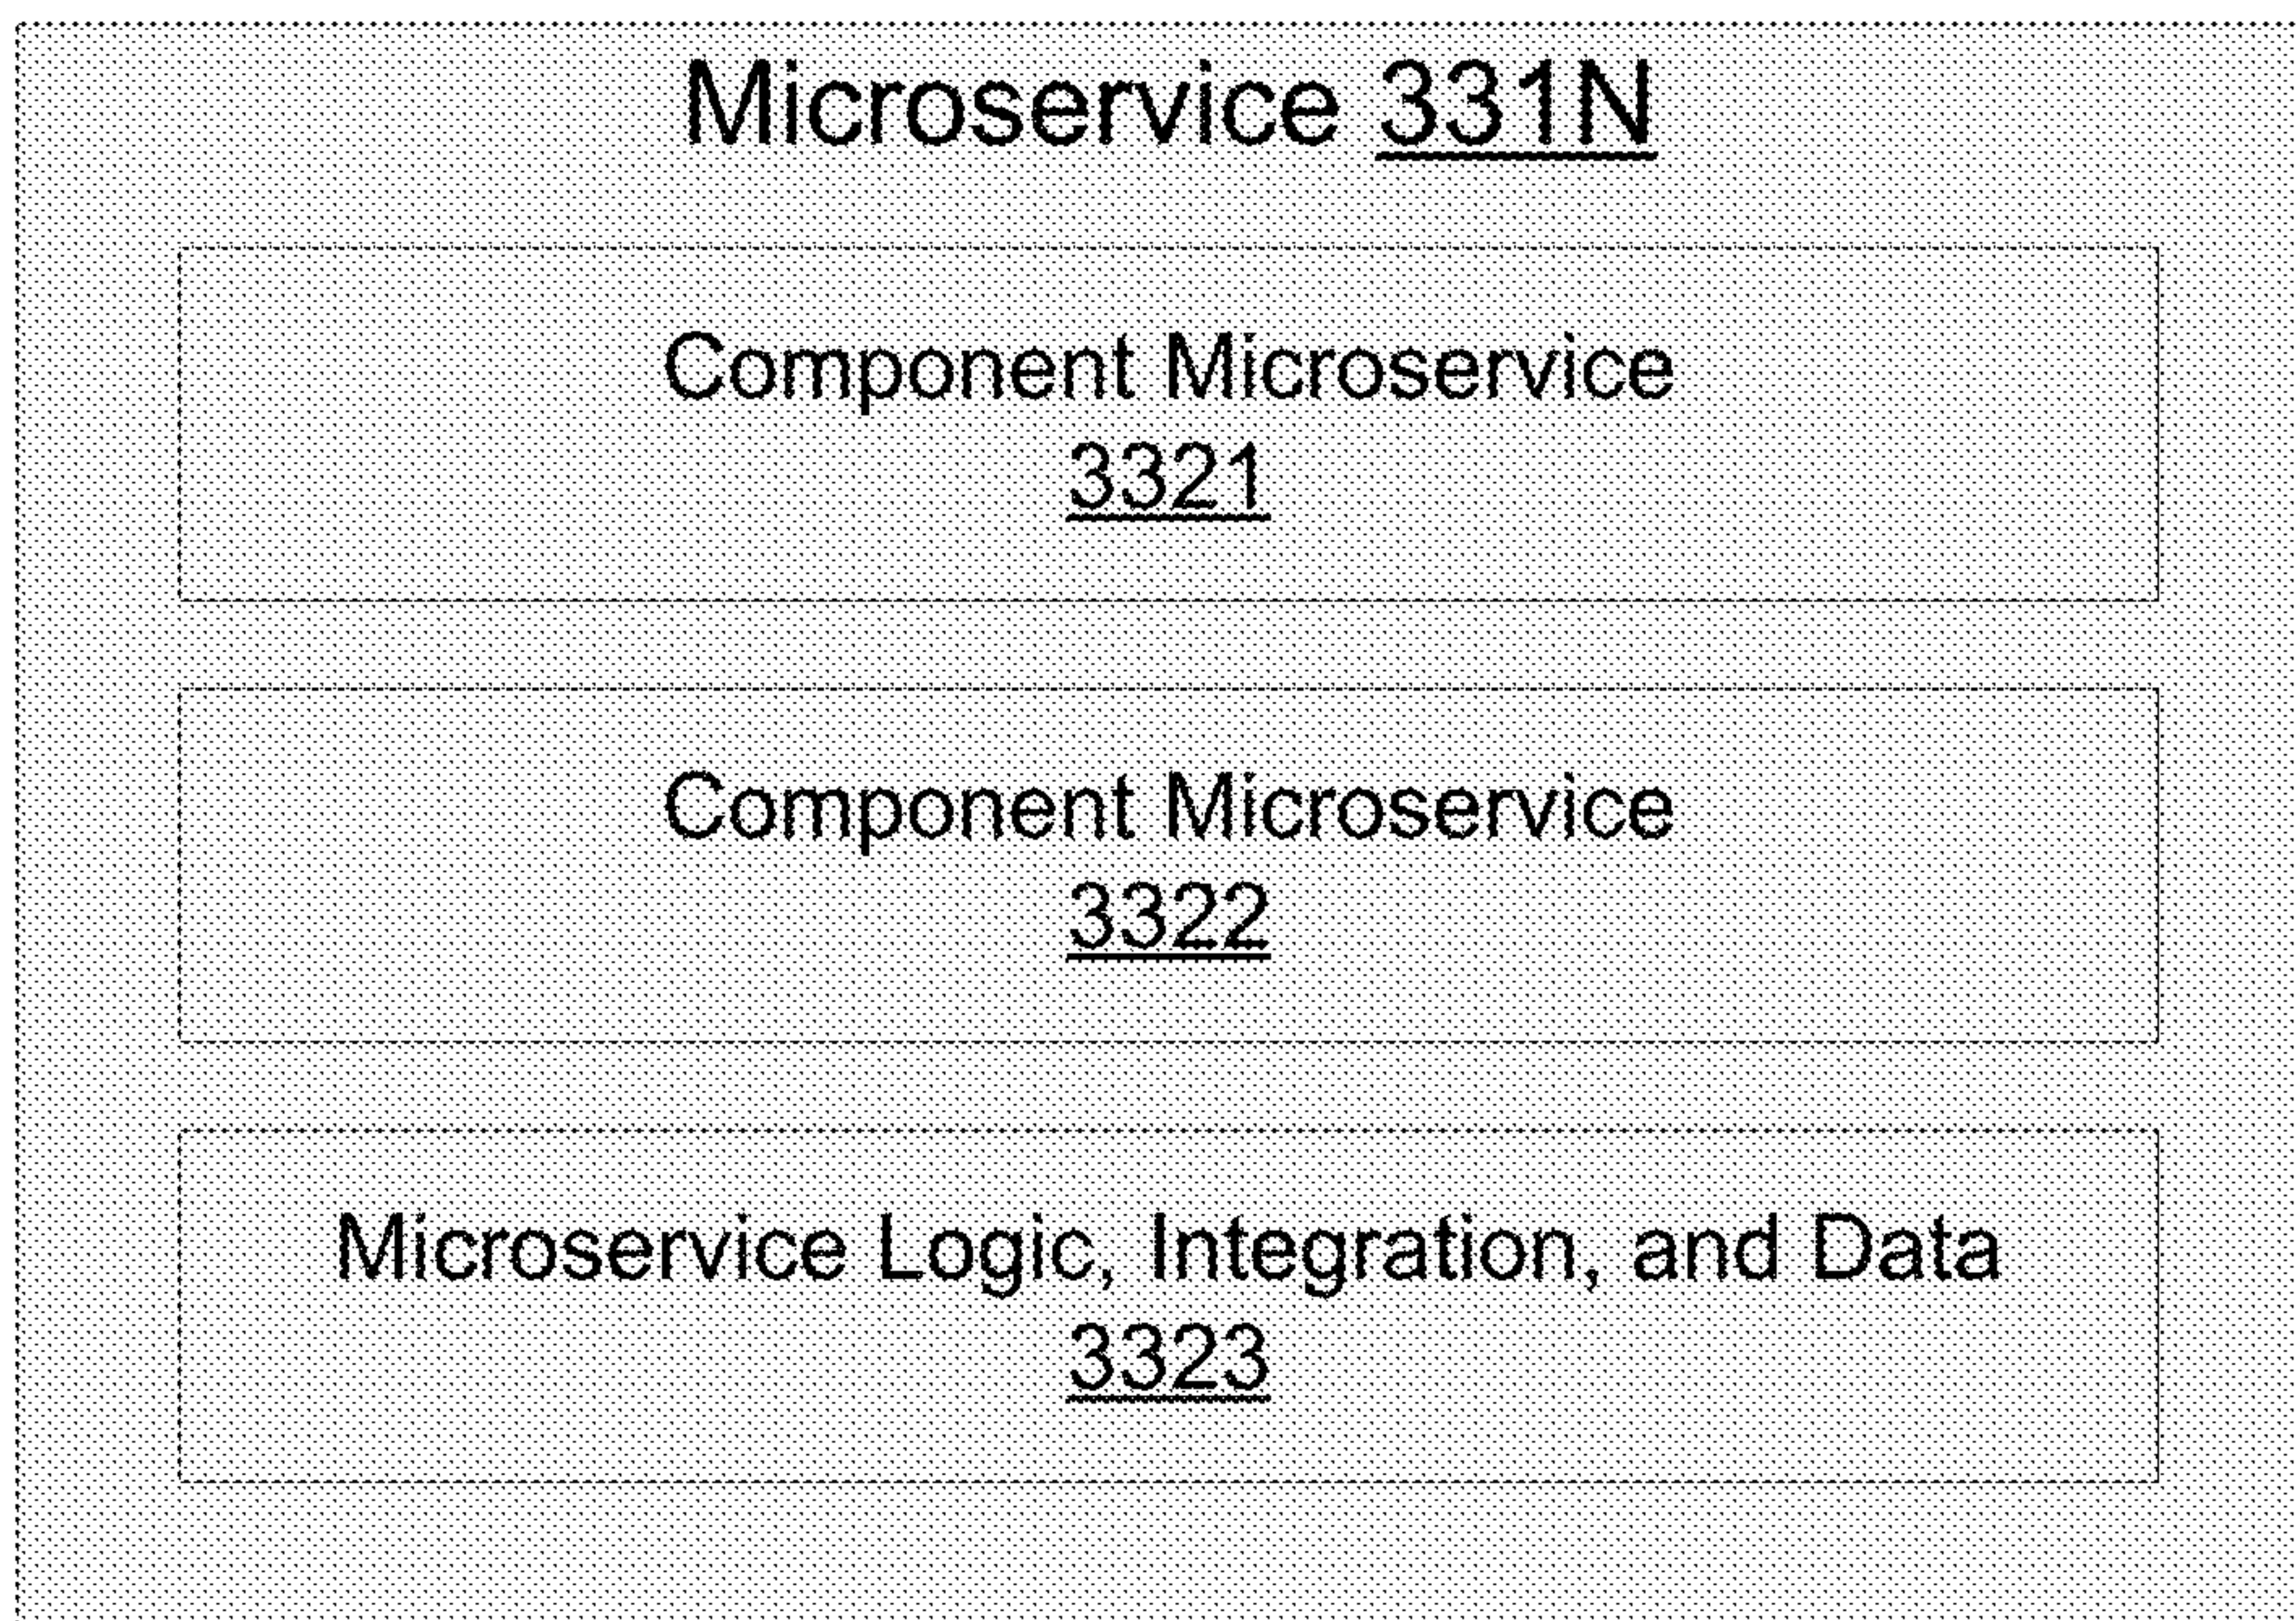 Microservice 331N
Component Microservice
3321
Component Microservice
3322
Microservice Logic, Integration, and Data
3323